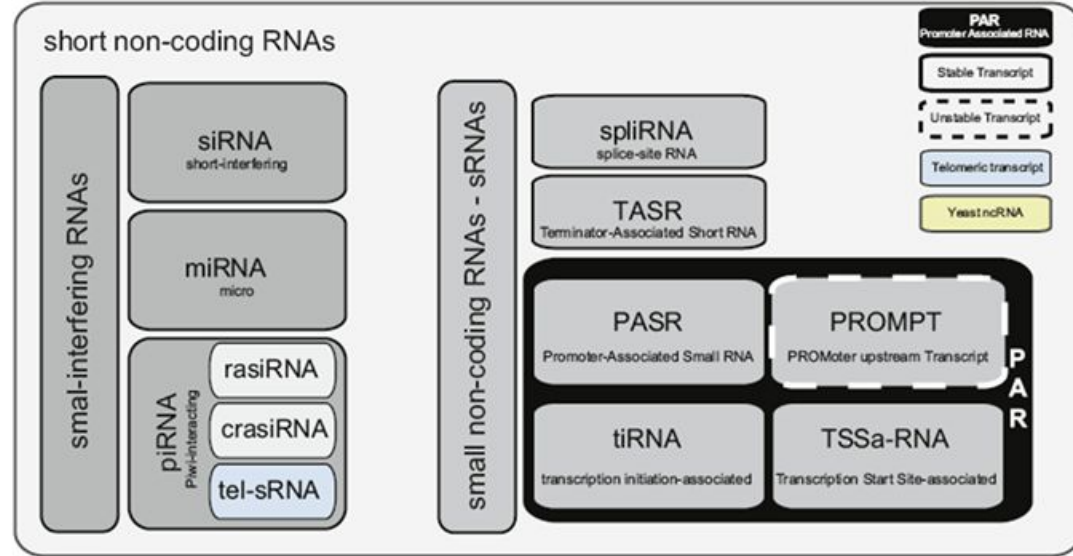 short non-coding RNAs
smal-interfering RNAs
siRNA
short-interfering
miRNA
micro
piRNA
Piwi-interacting
rasiRNA
crasiRNA
tel-sRNA
small non-coding RNAs - sRNAs
spliRNA
splice-site RNA
TASR
Terminator-Associated Short RNA
PASR
Promoter-Associated Small RNA
PROMPT
PROMoter upstream Transcript
tiRNA
transcription initiation-associated
TSSa-RNA
Transcription Start Site-associated
PAR
PAR
Promoter Associated RNA
Stable Transcript
Unstable Transcript
Telomeric transcript
Yeast ncRNA